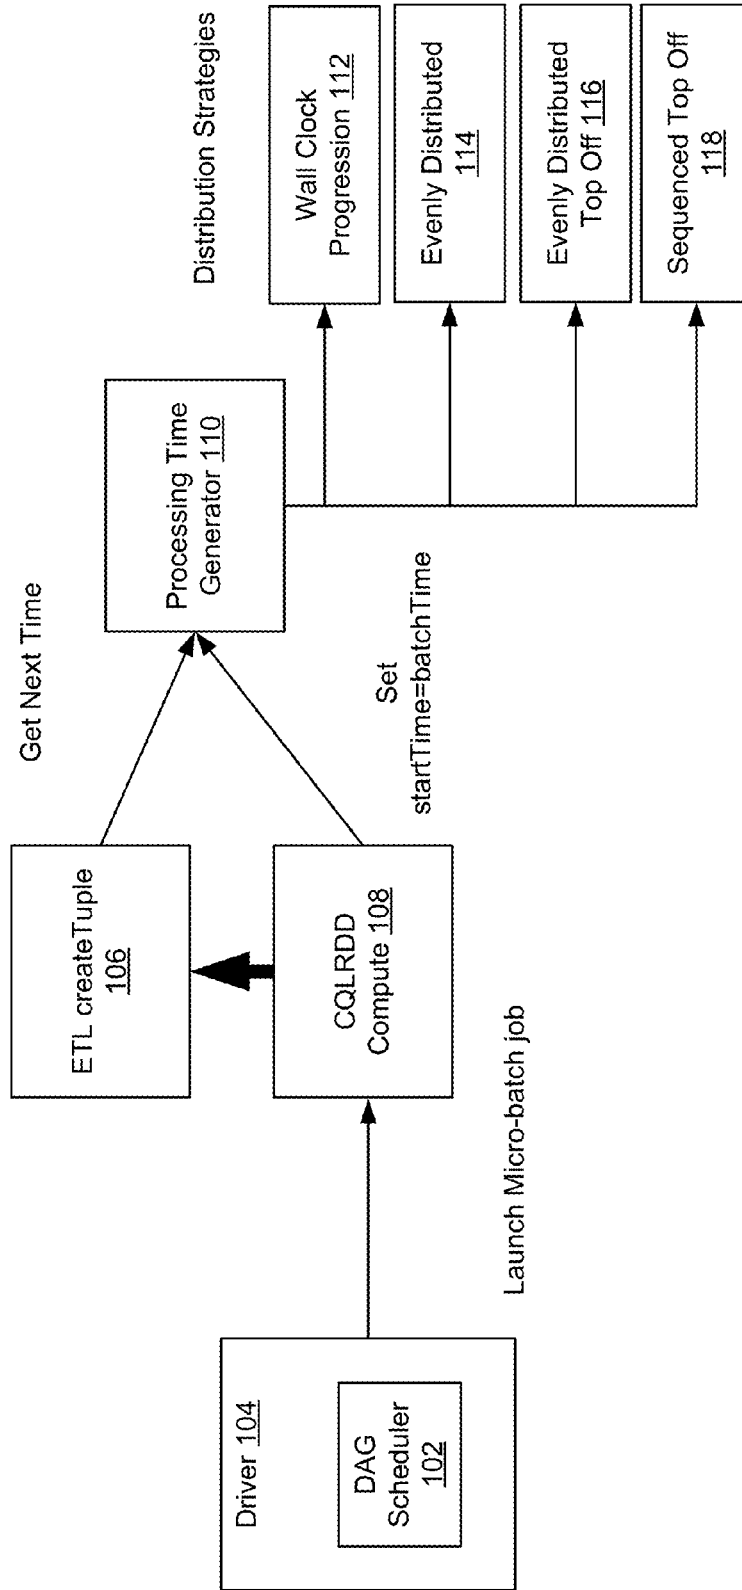 Driver 104
DAG
Scheduler
102
Launch Micro-batch job
ETL createTuple
106
CQLRDD
Compute 108
Get Next Time
Set
startTime=batchTime
Processing Time
Generator 110
Distribution Strategies
Wall Clock
Progression 112
Evenly Distributed
114
Evenly Distributed
Top Off 116
Sequenced Top Off
118